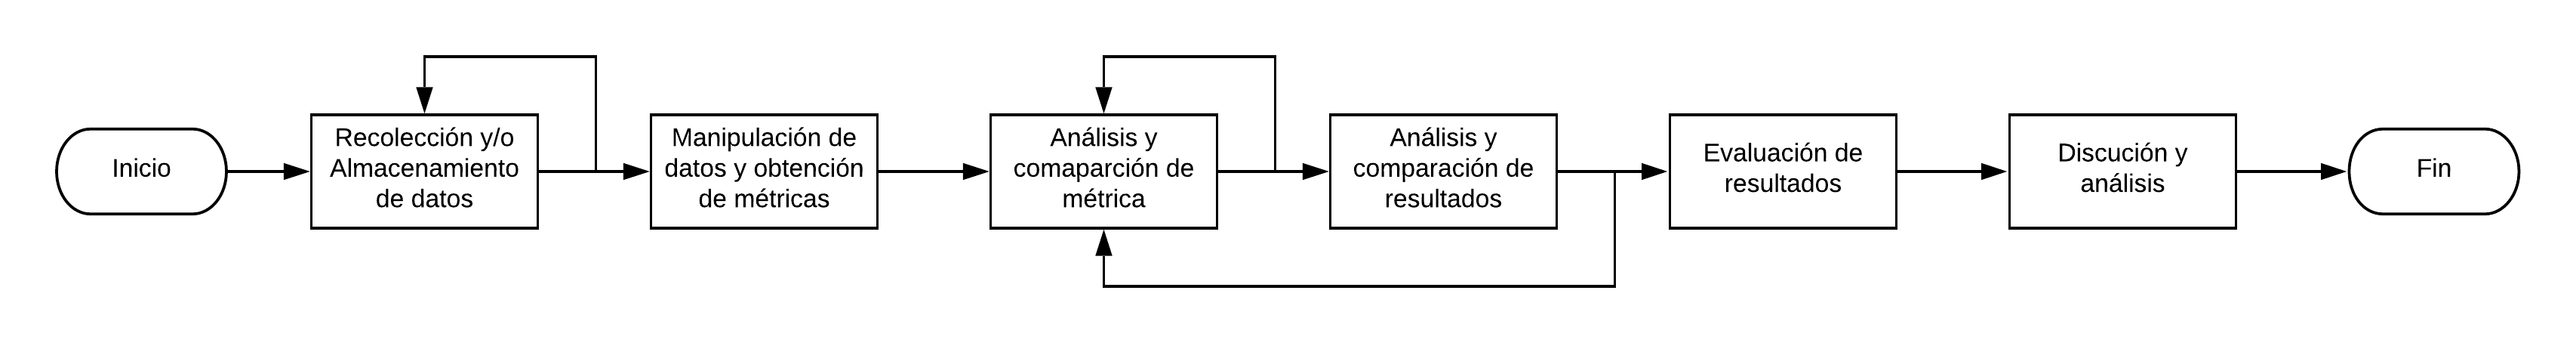 Inicio
Recolección y/o
Almacenamiento
de datos
Manipulación de
datos y obtención
de métricas
Análisis y
comaparción de
métrica
Análisis y
comparación de
resultados
Evaluación de
resultados
Discución y
análisis
Fin